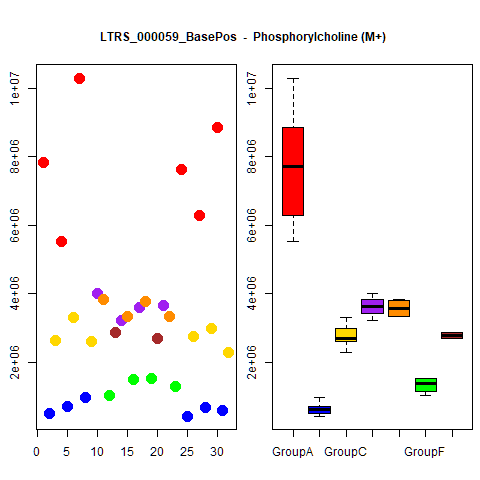 LTRS_000059_BasePos - Phosphorylcholine (M+)
1e+07
8e+06
6e+06
4e+06
2e+06
0 5 10 15 20 25 30
1e+07
8e+06
6e+06
4e+06
2e+06
GroupA GroupC GroupF